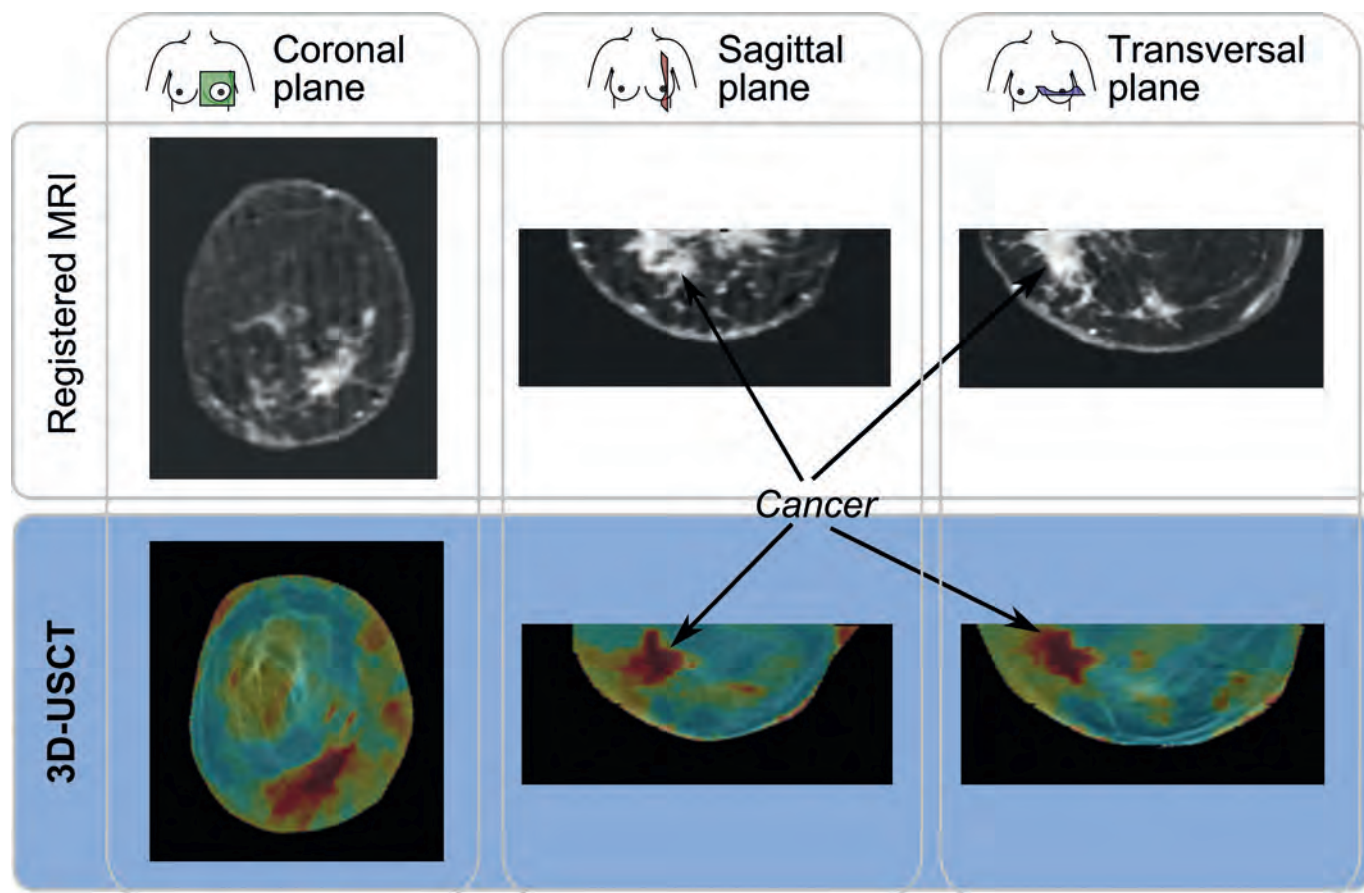 Coronal
plane
Sagittal
plane
Transversal
plane
Registered MRI
Cancer
3D-USCT